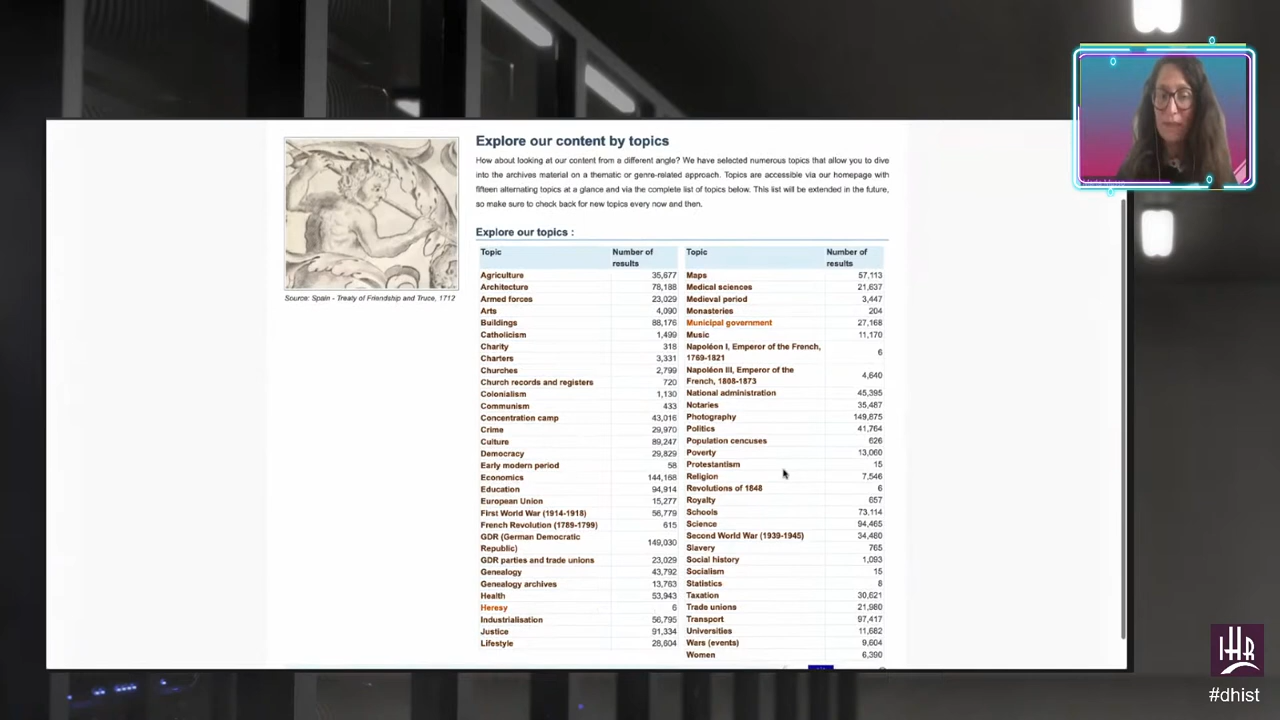 Explore our content by topics
How about looking at our content from a different angle? We have selected numerous topics that allow you to dive
into the archives material on a thematic or genre-related approach. Topics are accessible via our homepage with
fifteen alternating topics at a glance and via the complete list of topics below. This list will be extended in the future,
so make sure to check back for new topics every now and then.
Source: Spain - Treaty of Friendship and Truce, 1712
Explore our topics :
Topic Number of results
Agriculture 35,677
Architecture 78,188
Armed forces 23,029
Arts 4,090
Buildings 88,176
Catholicism 1,499
Charity 318
Charters 3,331
Churches 2,799
Church records and registers 720
Colonialism 1,130
Communism 433
Concentration camp 43,016
Crime 29,970
Culture 89,247
Democracy 29,829
Early modern period 58
Economics 144,168
Education 94,914
European Union 15,277
First World War (1914-1918) 56,779
French Revolution (1789-1799) 615
GDR (German Democratic
Republic) 149,030
GDR parties and trade unions 23,029
Genealogy 43,792
Genealogy archives 13,763
Health 53,943
Heresy 6
Industrialisation 56,795
Justice 91,334
Lifestyle 28,604
Topic Number of results
Maps 57,113
Medical sciences 21,637
Medieval period 3,447
Monasteries 204
Municipal government 27,168
Music 11,170
Napoléon I, Emperor of the French,
1769-1821 6
Napoléon III, Emperor of the
French, 1808-1873 4,640
National administration 45,395
Notaries 35,487
Photography 149,875
Politics 41,764
Population cencuses 626
Poverty 13,060
Protestantism 15
Religion 7,546
Revolutions of 1848 6
Royalty 657
Schools 73,114
Science 94,465
Second World War (1939-1945) 34,480
Slavery 765
Social history 1,093
Socialism 15
Statistics 8
Taxation 30,621
Trade unions 21,980
Transport 97,417
Universities 11,682
Wars (events) 9,604
Women 6,390
IHR
#dhist